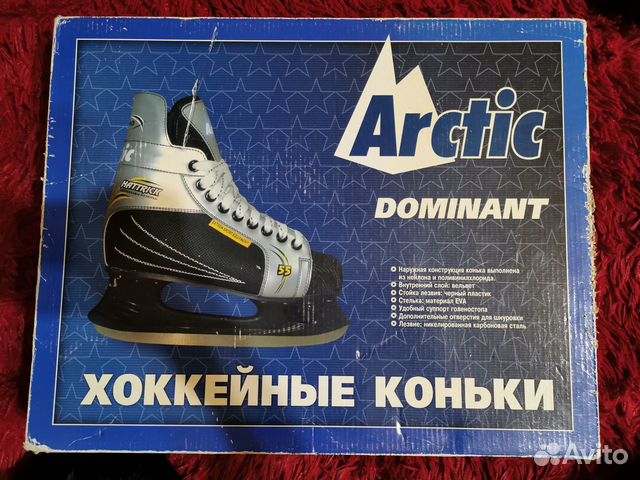 Arctic
DOMINANT
HATTRICK
55
Наружная конструкция конька выполнена
из нейлона и поливинилхлорида.
Внутренний слой: вельвет
Стойка лезвия: черный пластик
Стелька: материал EVA
Удобный суппорт голеностопа
Дополнительные отверстия для шнуровки
Лезвие: никелированная карбоновая сталь
ХОККЕЙНЫЕ КОНЬКИ
Avito